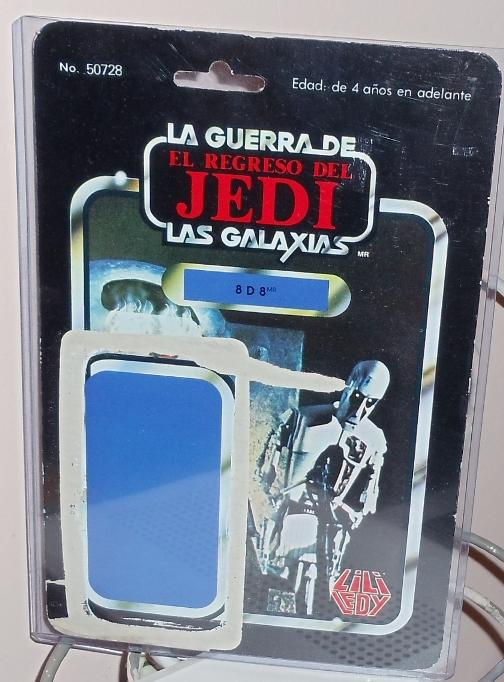 No. 50728
Edad: de 4 años en adelante
LA GUERRA DE
EL REGRESO DEL
JEDI
LAS GALAXIAS MR
8 D 8 MR
LiLi
LEDY